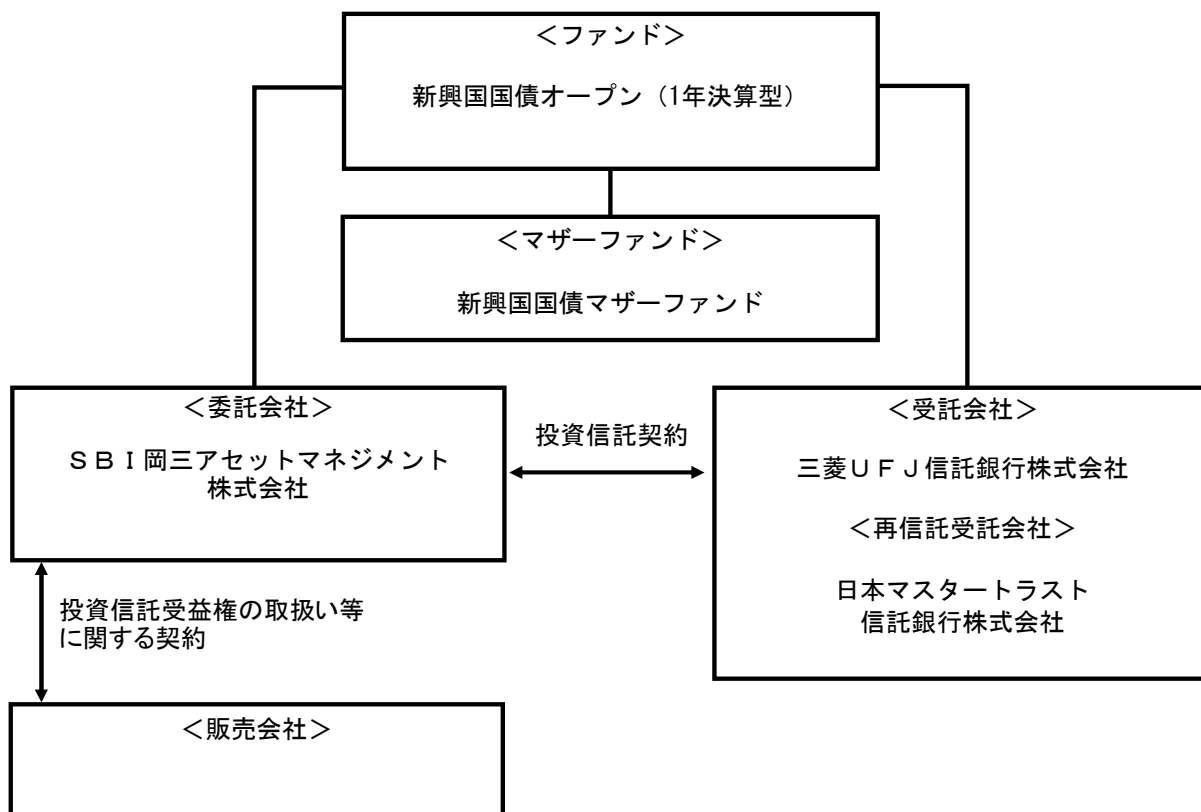 ＜ファンド＞
新興国国債オープン（1年決算型）
＜マザーファンド＞
新興国国債マザーファンド
＜委託会社＞
ＳＢＩ岡三アセットマネジメント
株式会社
投資信託契約
＜受託会社＞
三菱ＵＦＪ信託銀行株式会社
＜再信託受託会社＞
日本マスタートラスト
信託銀行株式会社
投資信託受益権の取扱い等
に関する契約
＜販売会社＞